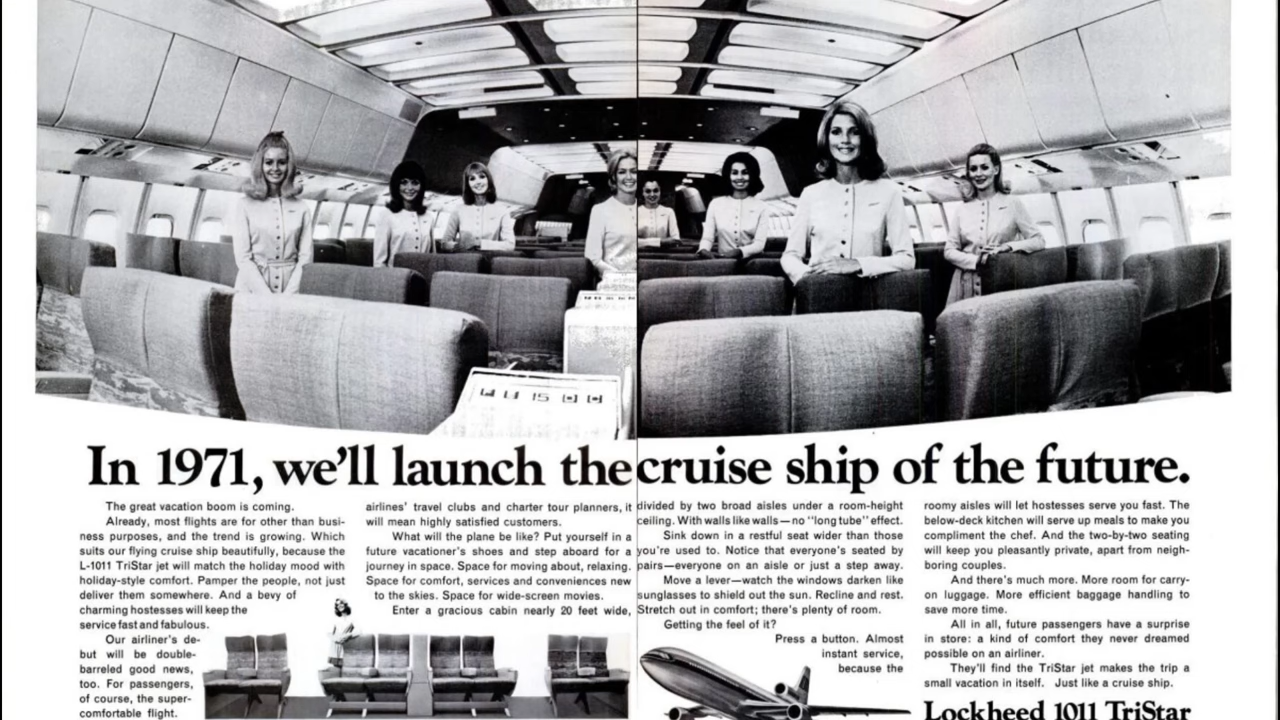 15
In 1971, we'll launch the cruise ship of the future.
The great vacation boom is coming.
Already, most flights are for other than busi-
ness purposes, and the trend is growing. Which
suits our flying cruise ship beautifully, because the
L-1011 TriStar jet will match the holiday mood with
holiday-style comfort. Pamper the people, not just
deliver them somewhere. And a bevy of
charming hostesses will keep the
service fast and fabulous.
Our airliner's de-
but will be double-
barreled good news,
too. For passengers,
of course, the super-
comfortable flight.
airlines' travel clubs and charter tour planners, it
will mean highly satisfied customers.
What will the plane be like? Put yourself in a
future vacationer's shoes and step aboard for a
journey in space. Space for moving about, relaxing.
Space for comfort, services and conveniences new
to the skies. Space for wide-screen movies.
Enter a gracious cabin nearly 20 feet wide,
divided by two broad aisles under a room-height
ceiling. With walls like walls—no "long tube" effect.
Sink down in a restful seat wider than those
you're used to. Notice that everyone's seated by
pairs—everyone on an aisle or just a step away.
Move a lever—watch the windows darken like
sunglasses to shield out the sun. Recline and rest.
Stretch out in comfort; there's plenty of room.
Getting the feel of it?
Press a button. Almost
instant service,
because the
roomy aisles will let hostesses serve you fast. The
below-deck kitchen will serve up meals to make you
compliment the chef. And the two-by-two seating
will keep you pleasantly private, apart from neigh-
boring couples.
And there's much more. More room for carry-
on luggage. More efficient baggage handling to
save more time.
All in all, future passengers have a surprise
in store: a kind of comfort they never dreamed
possible on an airliner.
They'll find the TriStar jet makes the trip a
small vacation in itself. Just like a cruise ship.
Lockheed 1011 TriStar